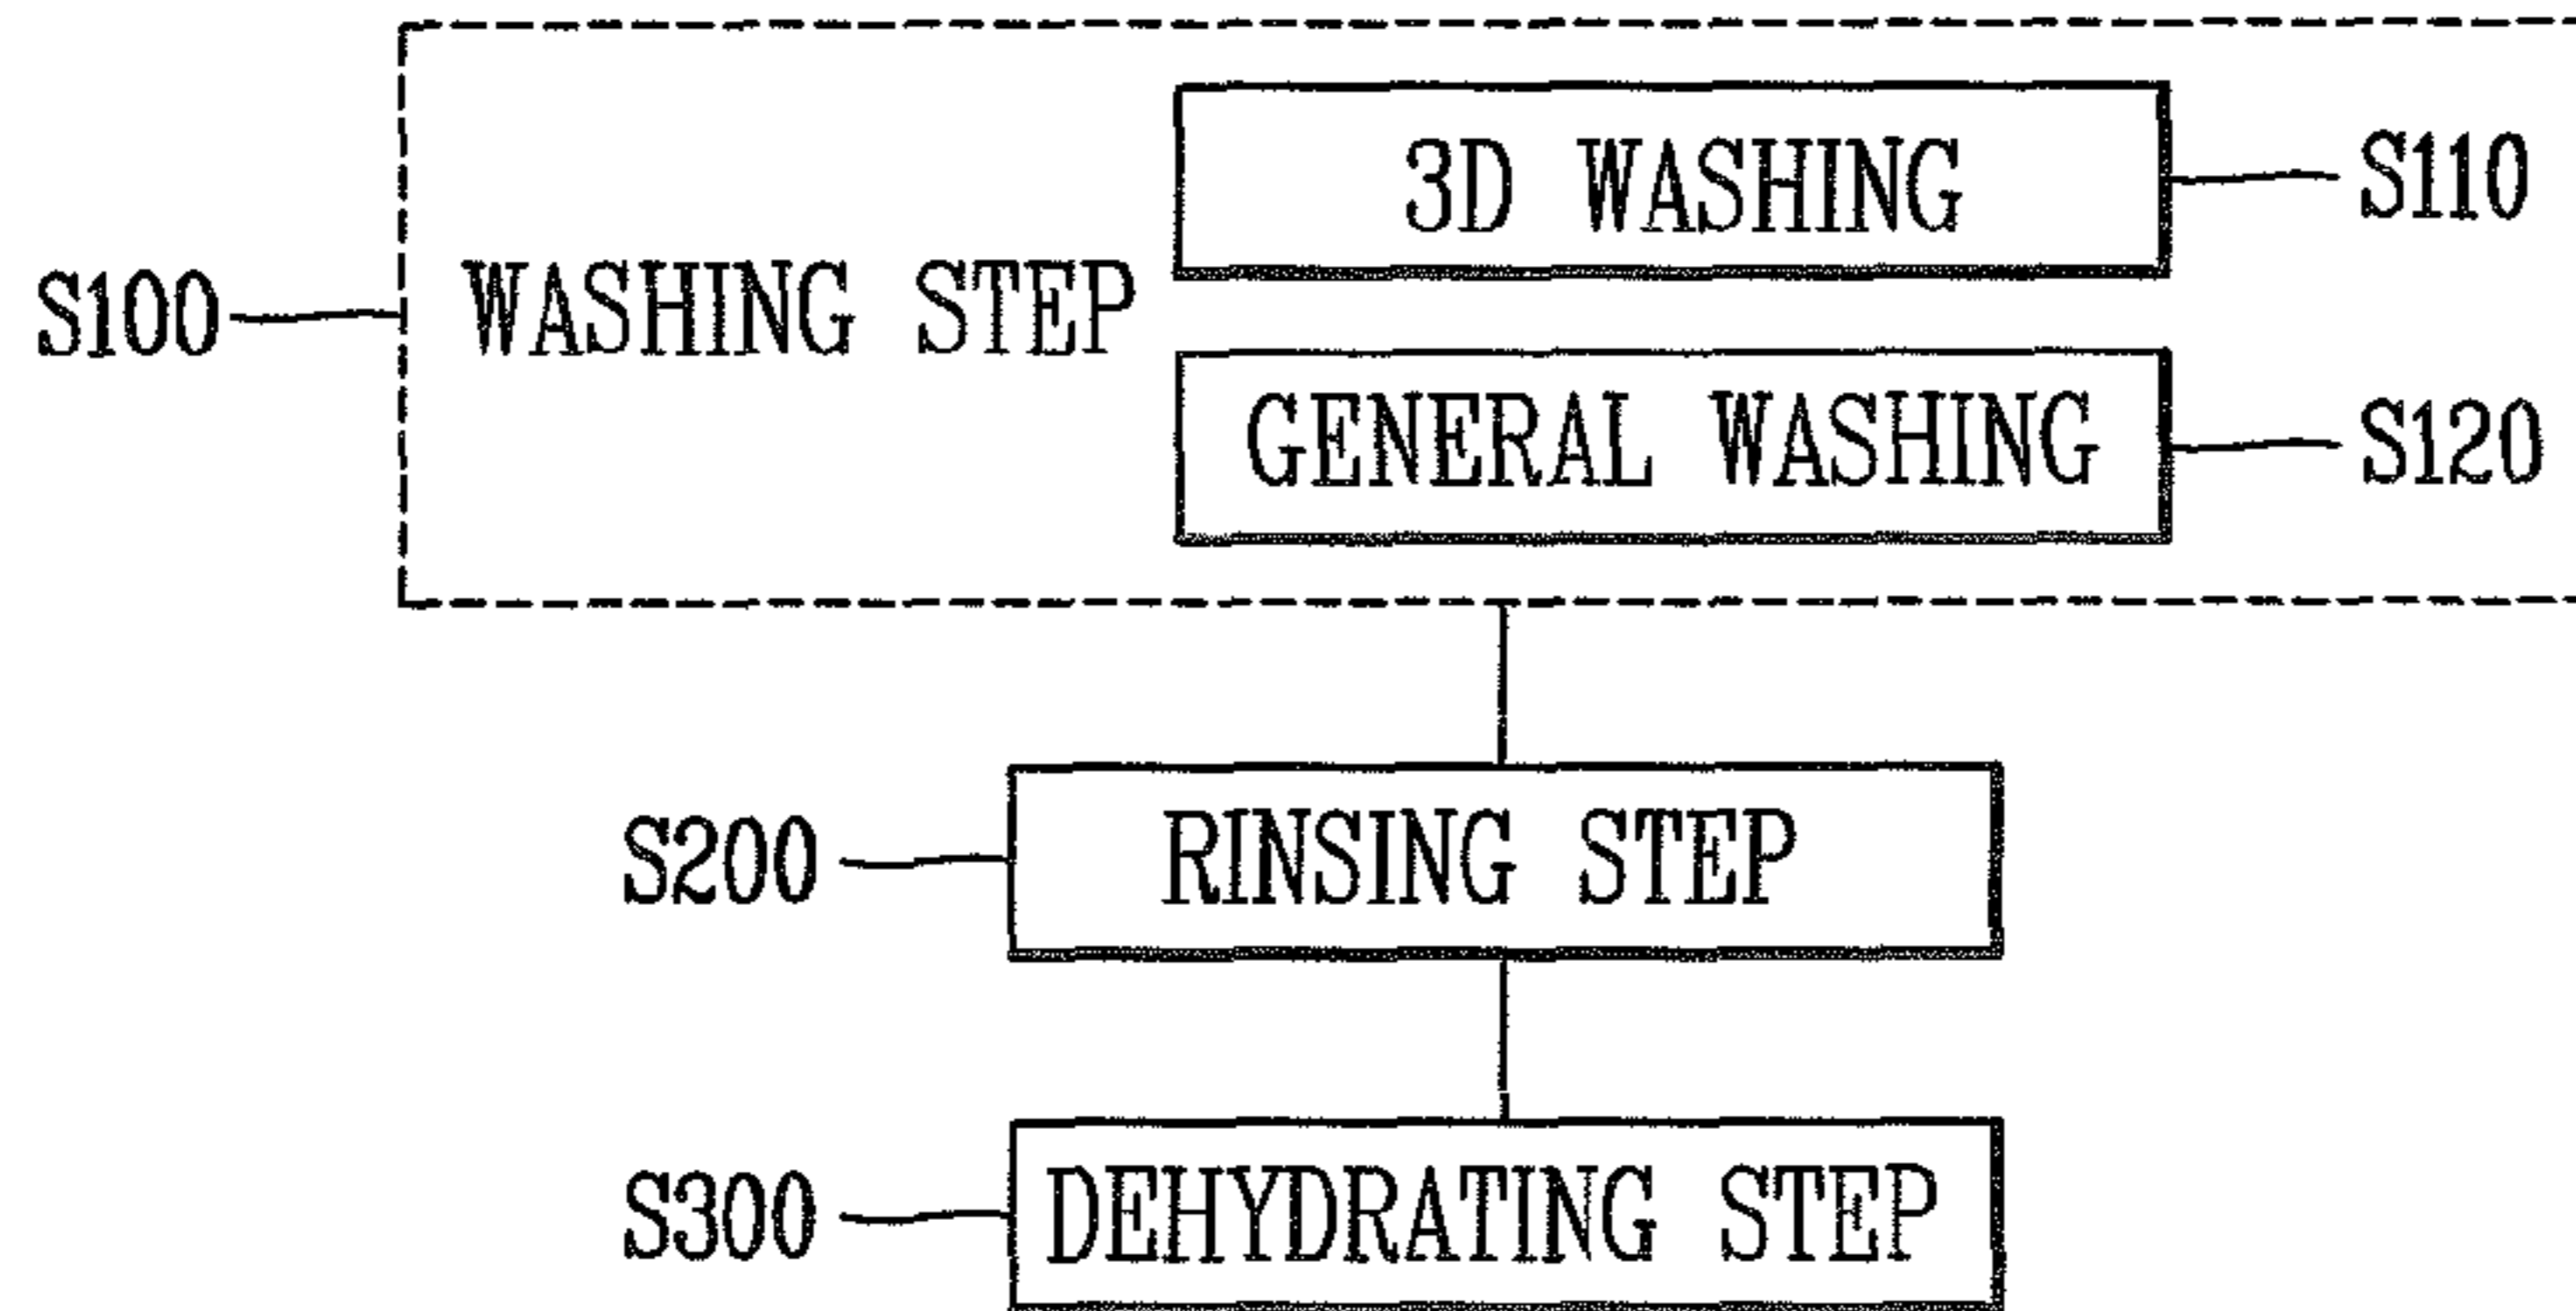 3D WASHING S110
S100 WASHING STEP
GENERAL WASHING S120
S200 RINSING STEP
S300 DEHYDRATING STEP